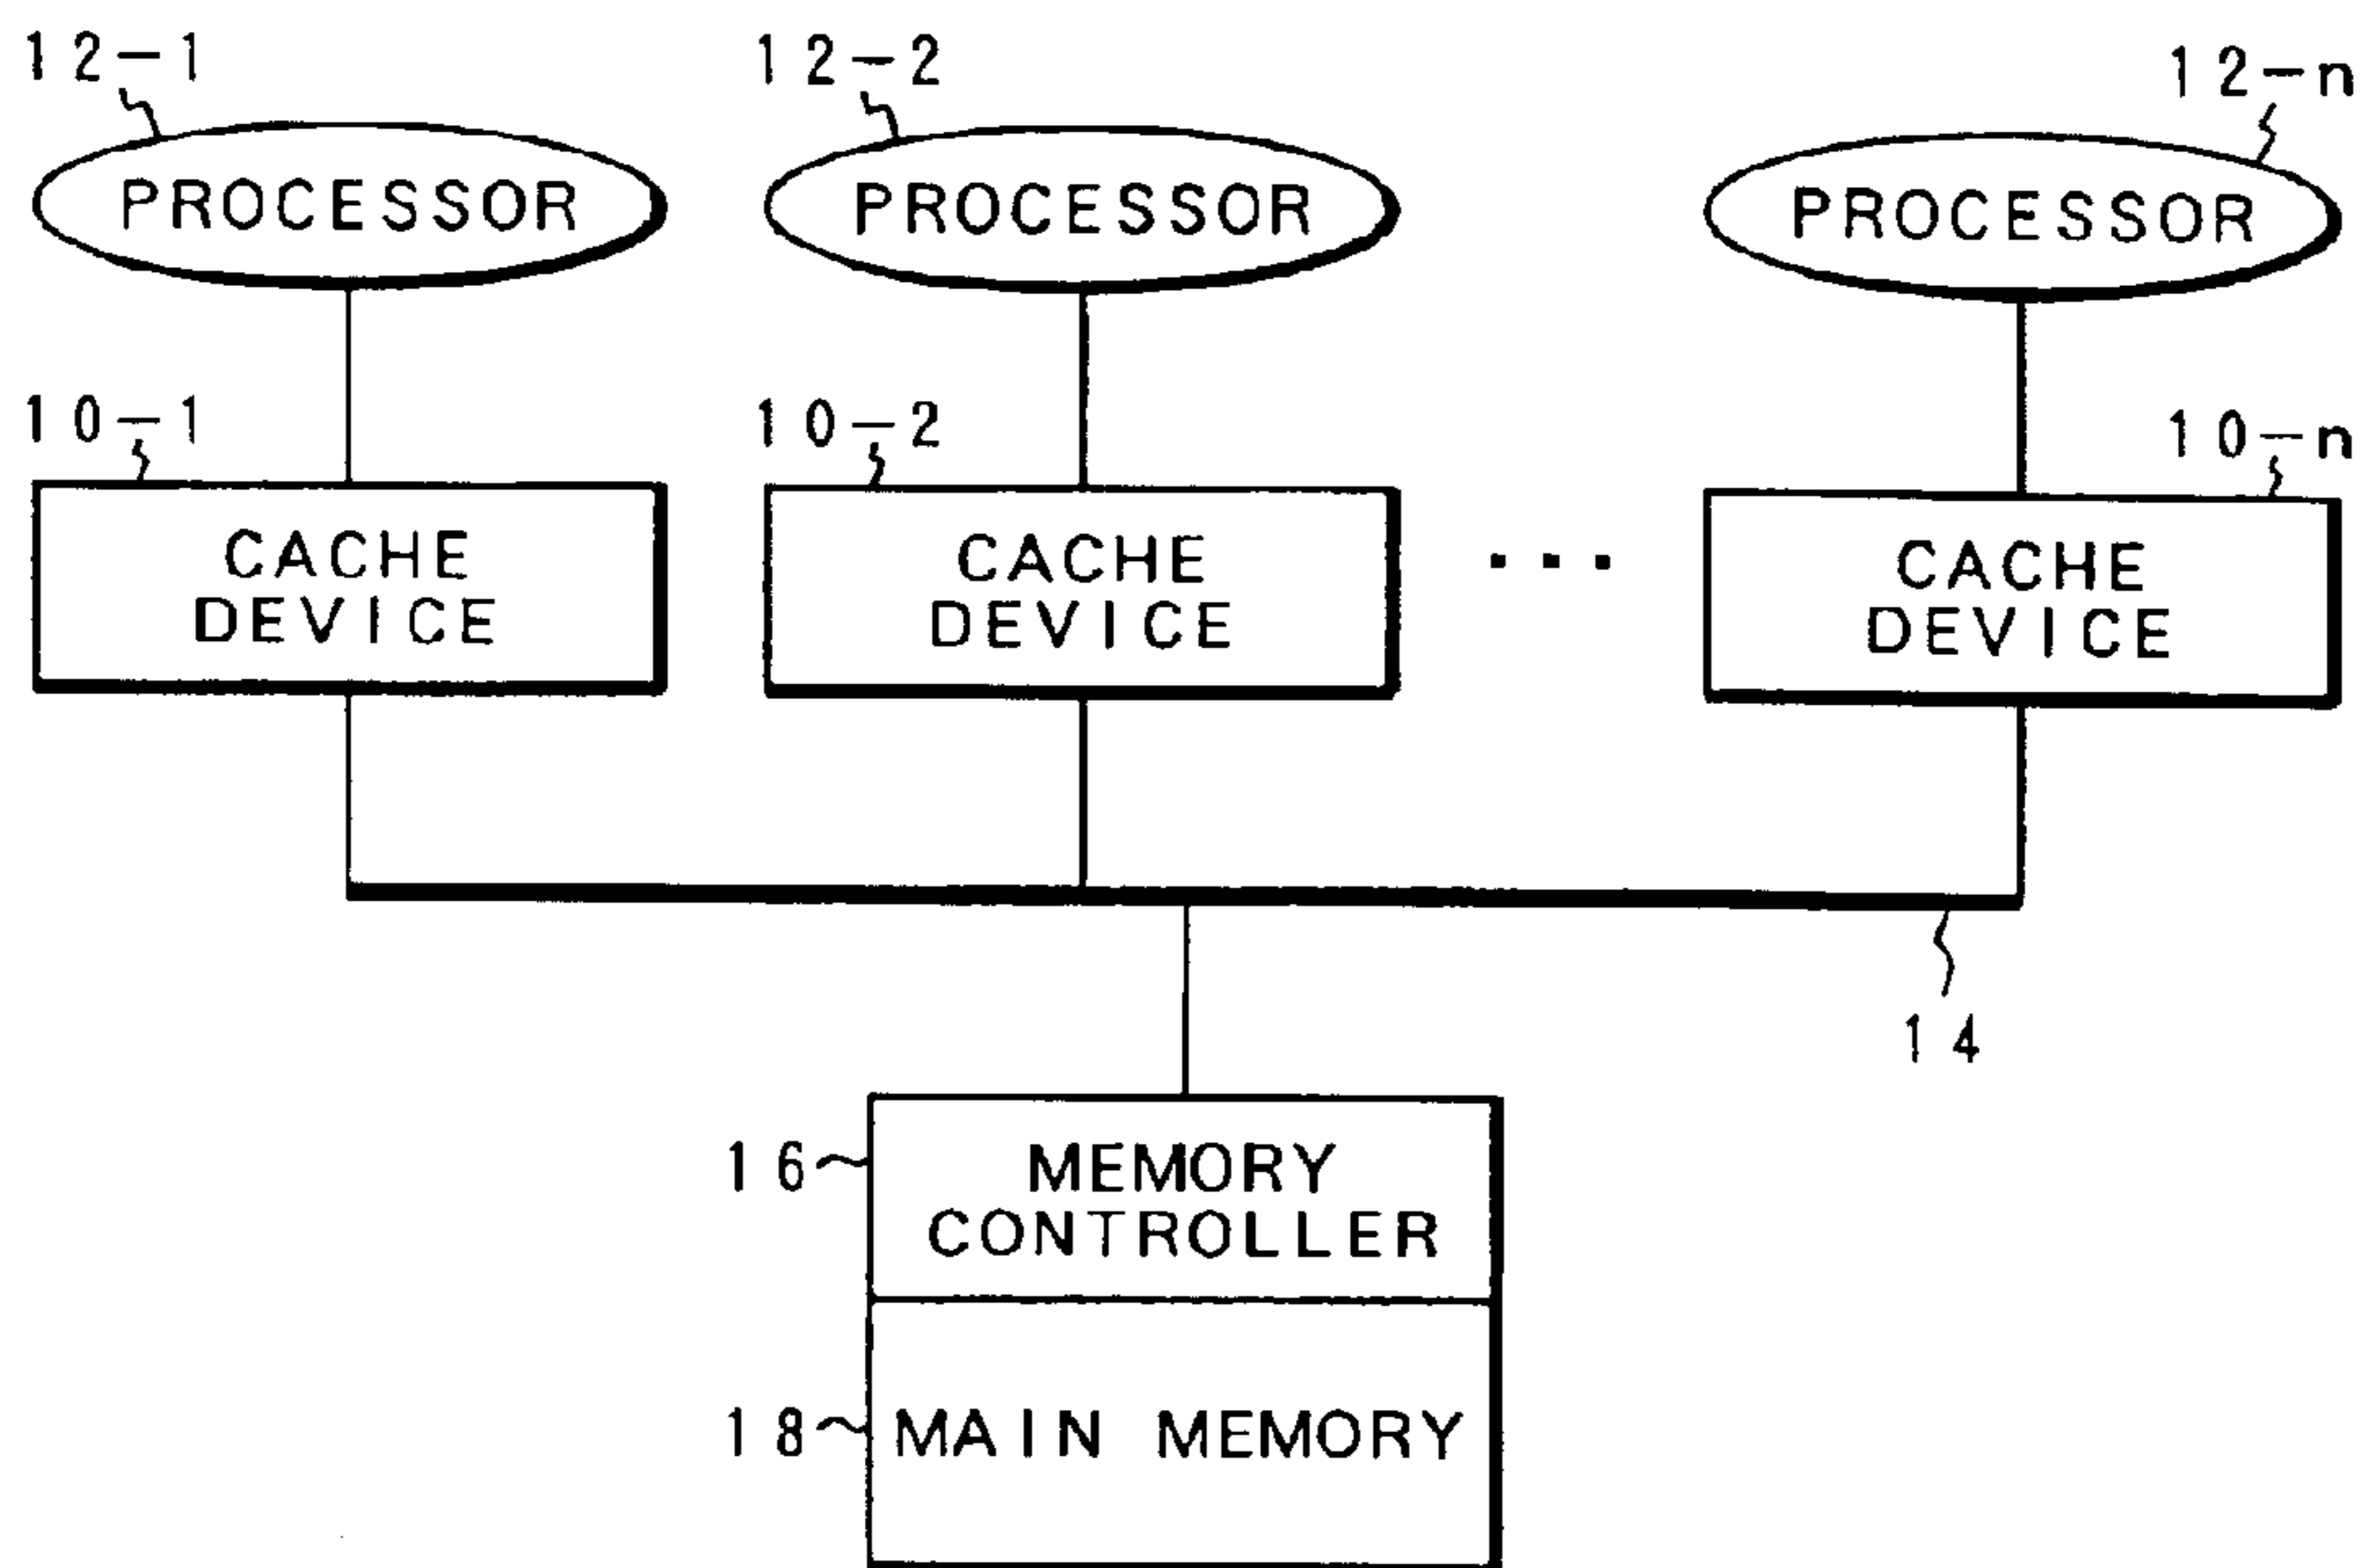 12-1
12-2
12-n
PROCESSOR
PROCESSOR
PROCESSOR
10-1
10-2
10-n
CACHE
DEVICE
CACHE
DEVICE
...
CACHE
DEVICE
14
16
MEMORY
CONTROLLER
18
MAIN MEMORY